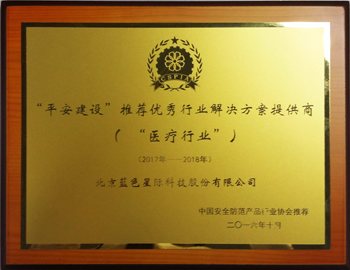 CSPIA
“平安建设”推荐优秀行业解决方案提供商
（ “医疗行业”）
（2017年——2018年）
北京蓝色星际科技股份有限公司
中国安全防范产品行业协会推荐
二〇一六年十月